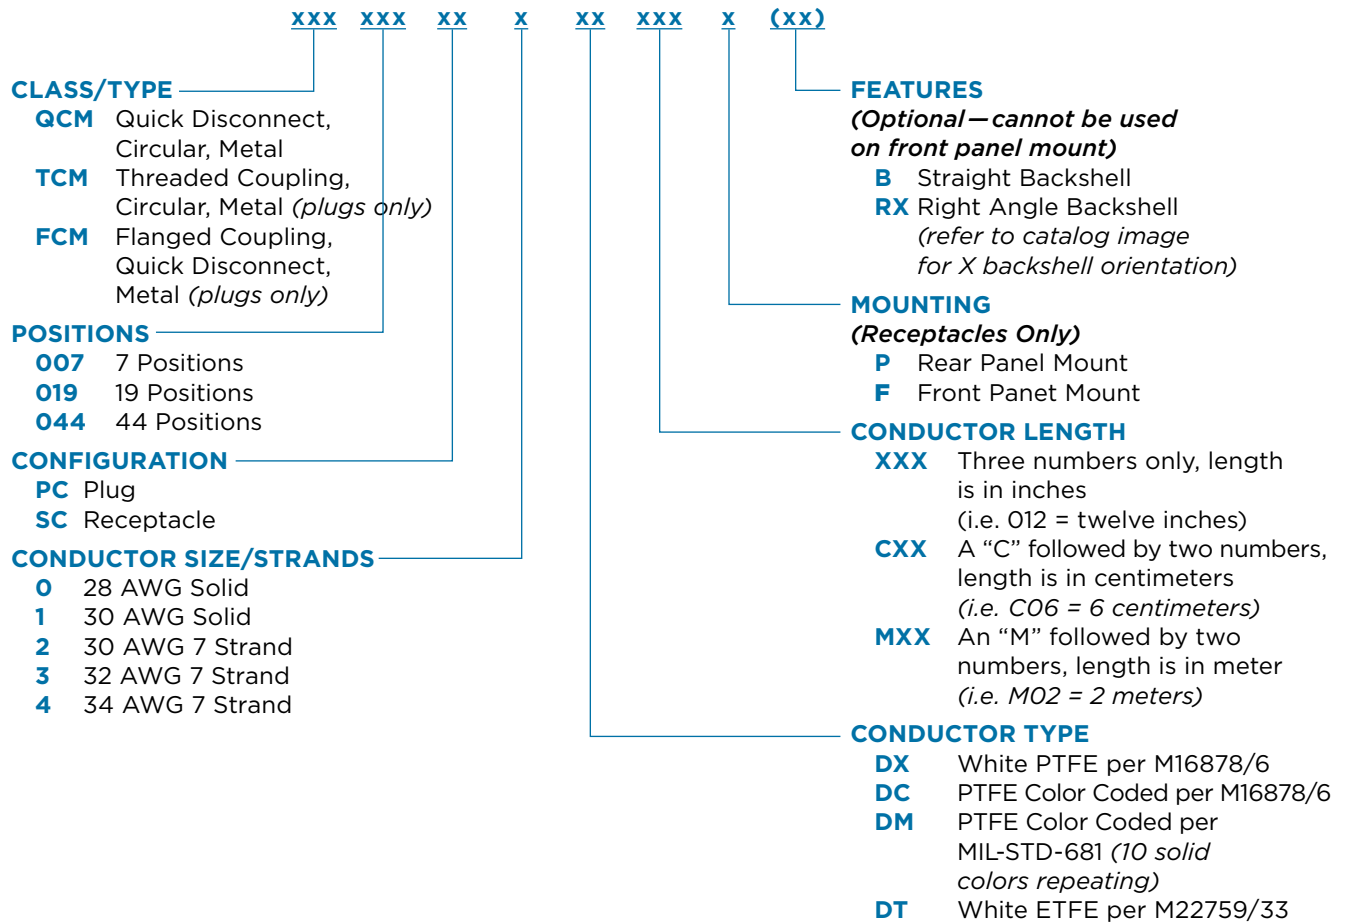 xxx xxx xx x xx xxx x (xx)
CLASS/TYPE
QCM Quick Disconnect,
Circular, Metal
TCM Threaded Coupling,
Circular, Metal (plugs only)
FCM Flanged Coupling,
Quick Disconnect,
Metal (plugs only)
POSITIONS
007 7 Positions
019 19 Positions
044 44 Positions
CONFIGURATION
PC Plug
SC Receptacle
CONDUCTOR SIZE/STRANDS
0 28 AWG Solid
1 30 AWG Solid
2 30 AWG 7 Strand
3 32 AWG 7 Strand
4 34 AWG 7 Strand
FEATURES
(Optional — cannot be used
on front panel mount)
B Straight Backshell
RX Right Angle Backshell
(refer to catalog image
for X backshell orientation)
MOUNTING
(Receptacles Only)
P Rear Panel Mount
F Front Panet Mount
CONDUCTOR LENGTH
XXX Three numbers only, length
is in inches
(i.e. 012 = twelve inches)
CXX A “C” followed by two numbers,
length is in centimeters
(i.e. C06 = 6 centimeters)
MXX An “M” followed by two
numbers, length is in meter
(i.e. M02 = 2 meters)
CONDUCTOR TYPE
DX White PTFE per M16878/6
DC PTFE Color Coded per M16878/6
DM PTFE Color Coded per
MIL-STD-681 (10 solid
colors repeating)
DT White ETFE per M22759/33